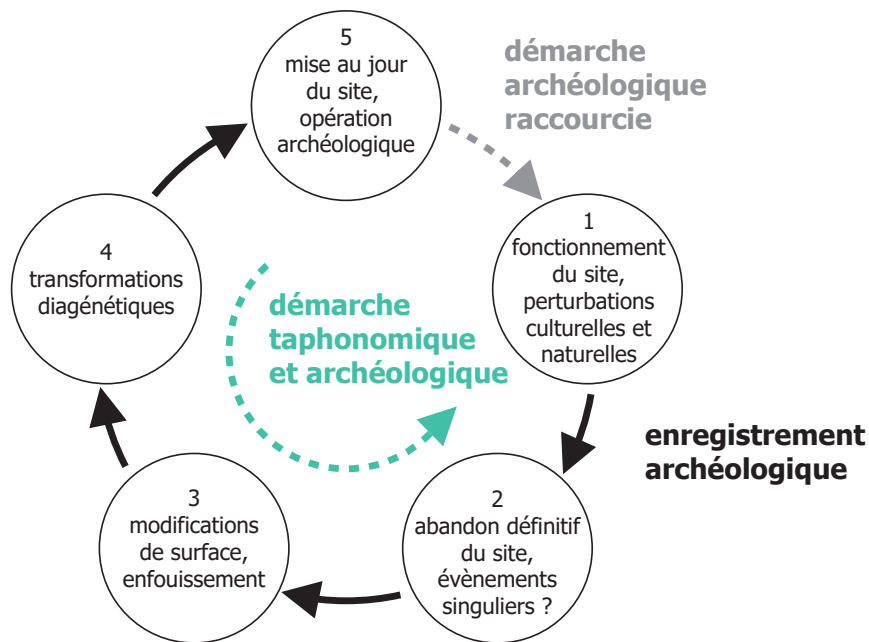 5
mise au jour
du site,
opération
archéologique
démarche
archéologique
raccourcie
1
fonctionnement
du site,
perturbations
culturelles et
naturelles
4
transformations
diagénétiques
démarche
taphonomique
et archéologique
enregistrement
archéologique
3
modifications
de surface,
enfouissement
2
abandon définitif
du site,
évènements
singuliers ?